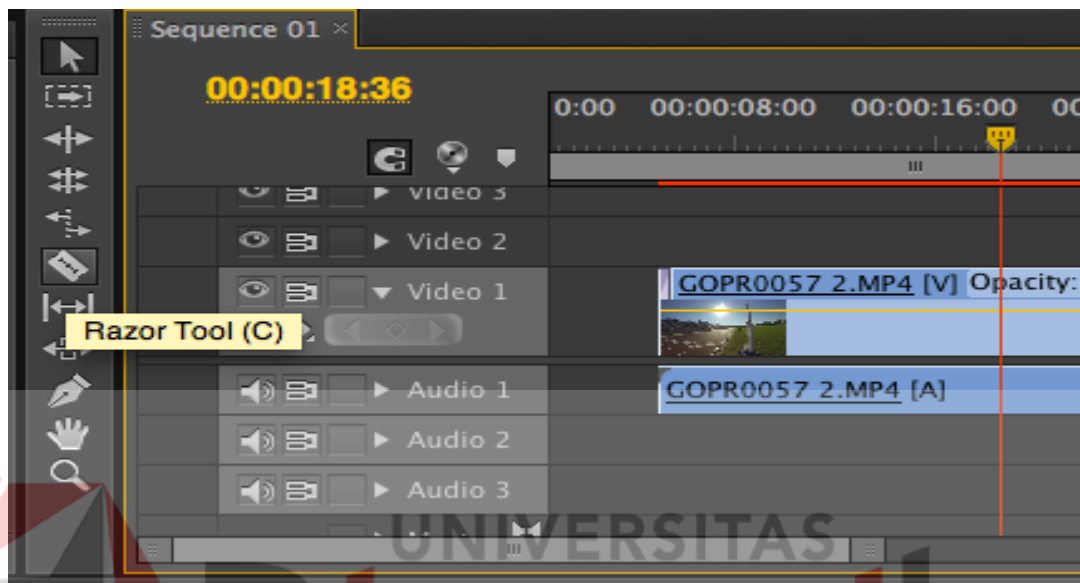 Sequence 01 ×
00:00:18:36
0:00 00:00:08:00 00:00:16:00 00
Video 3
Video 2
Video 1
GOPR0057 2.MP4 [V] Opacity:
Razor Tool (C)
Audio 1
GOPR0057 2.MP4 [A]
Audio 2
Audio 3
UNIVERSITAS